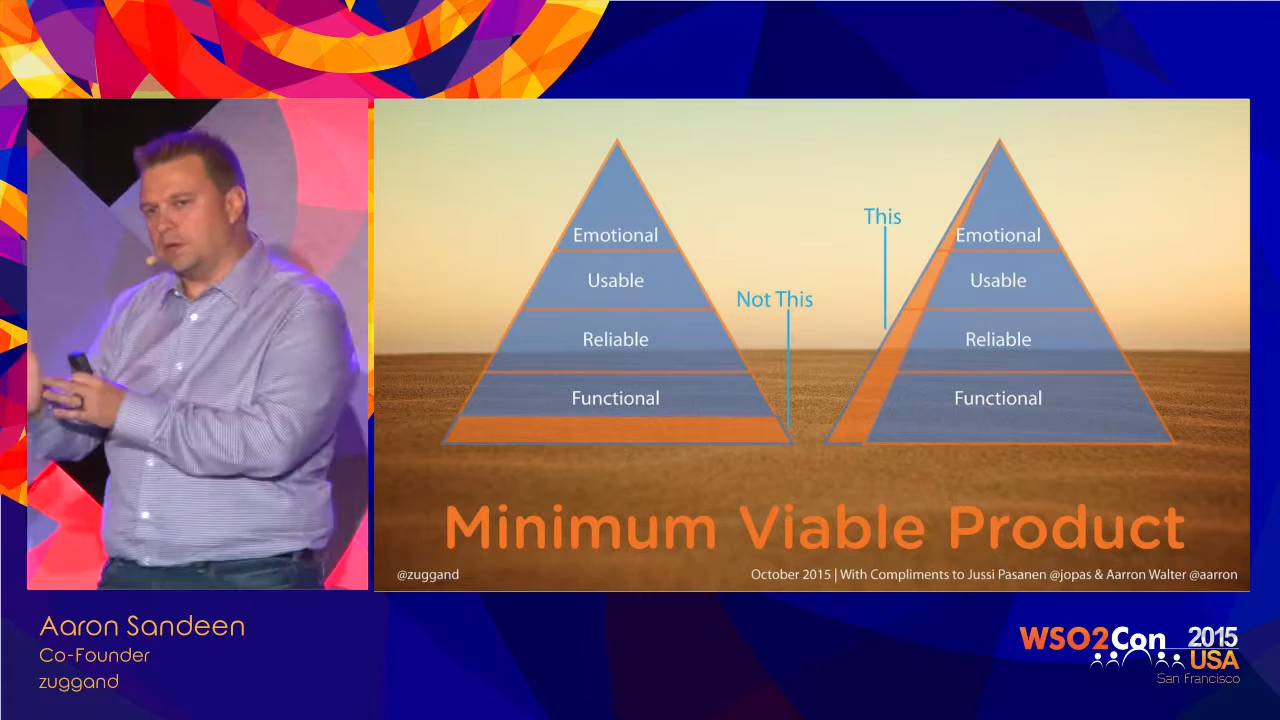 Emotional
Usable
Reliable
Functional
Not This
This
Emotional
Usable
Reliable
Functional
Minimum Viable Product
@zuggand
October 2015 | With Compliments to Jussi Pasanen @jopas & Aarron Walter @aarron
Aaron Sandeen
Co-Founder
zuggand
WSO2Con 2015
USA
San Francisco